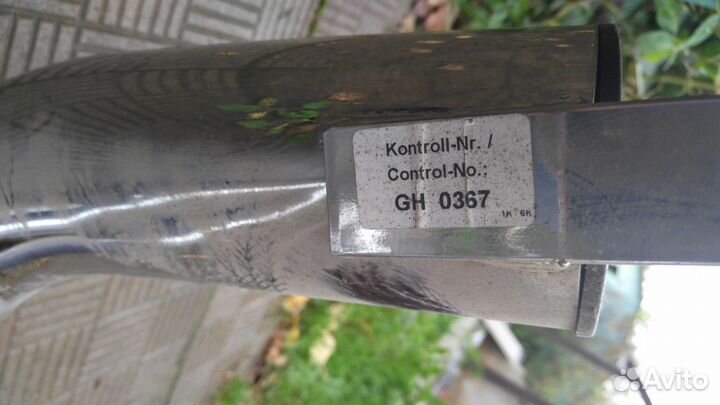 Kontroll-Nr. /
Control-No.:
GH 0367
1K 6K
Avito